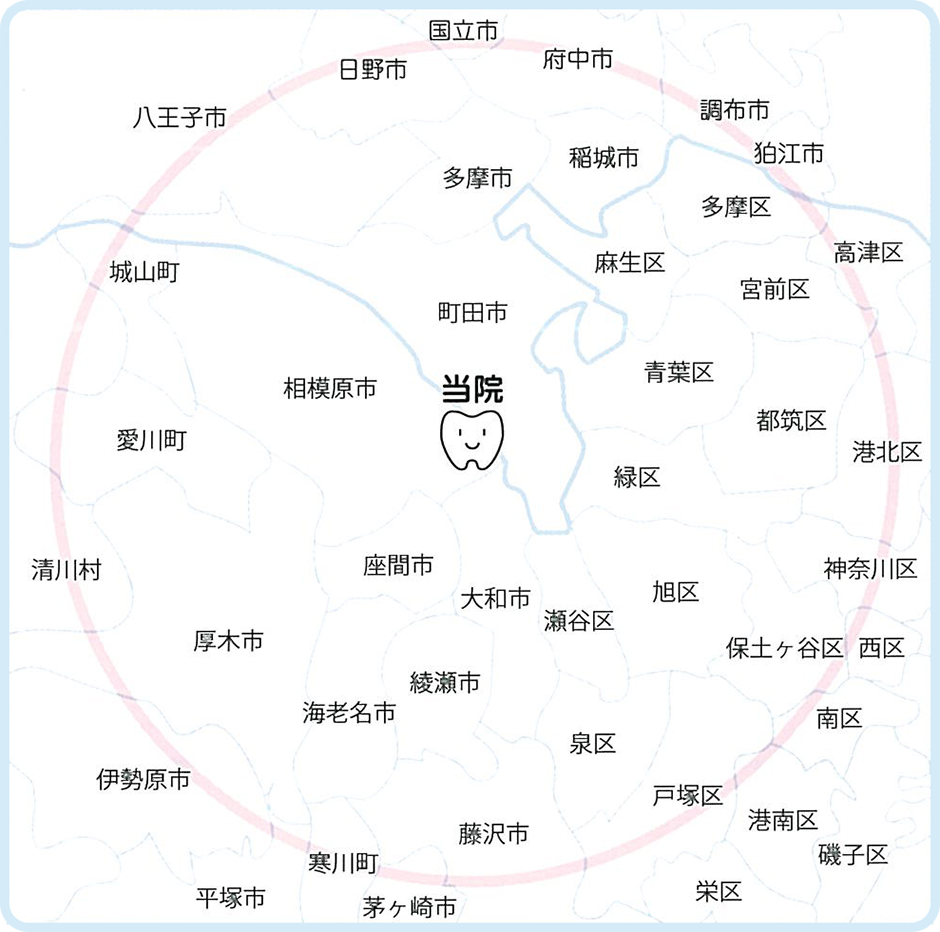 国立市
府中市
日野市
調布市
八王子市
狛江市
稲城市
多摩市
多摩区
高津区
麻生区
城山町
宮前区
町田市
青葉区
相模原市
当院
都筑区
愛川町
港北区
緑区
座間市
清川村
神奈川区
旭区
大和市
瀬谷区
厚木市
保土ヶ谷区
西区
綾瀬市
海老名市
南区
泉区
伊勢原市
戸塚区
港南区
藤沢市
磯子区
寒川町
栄区
平塚市
茅ヶ崎市